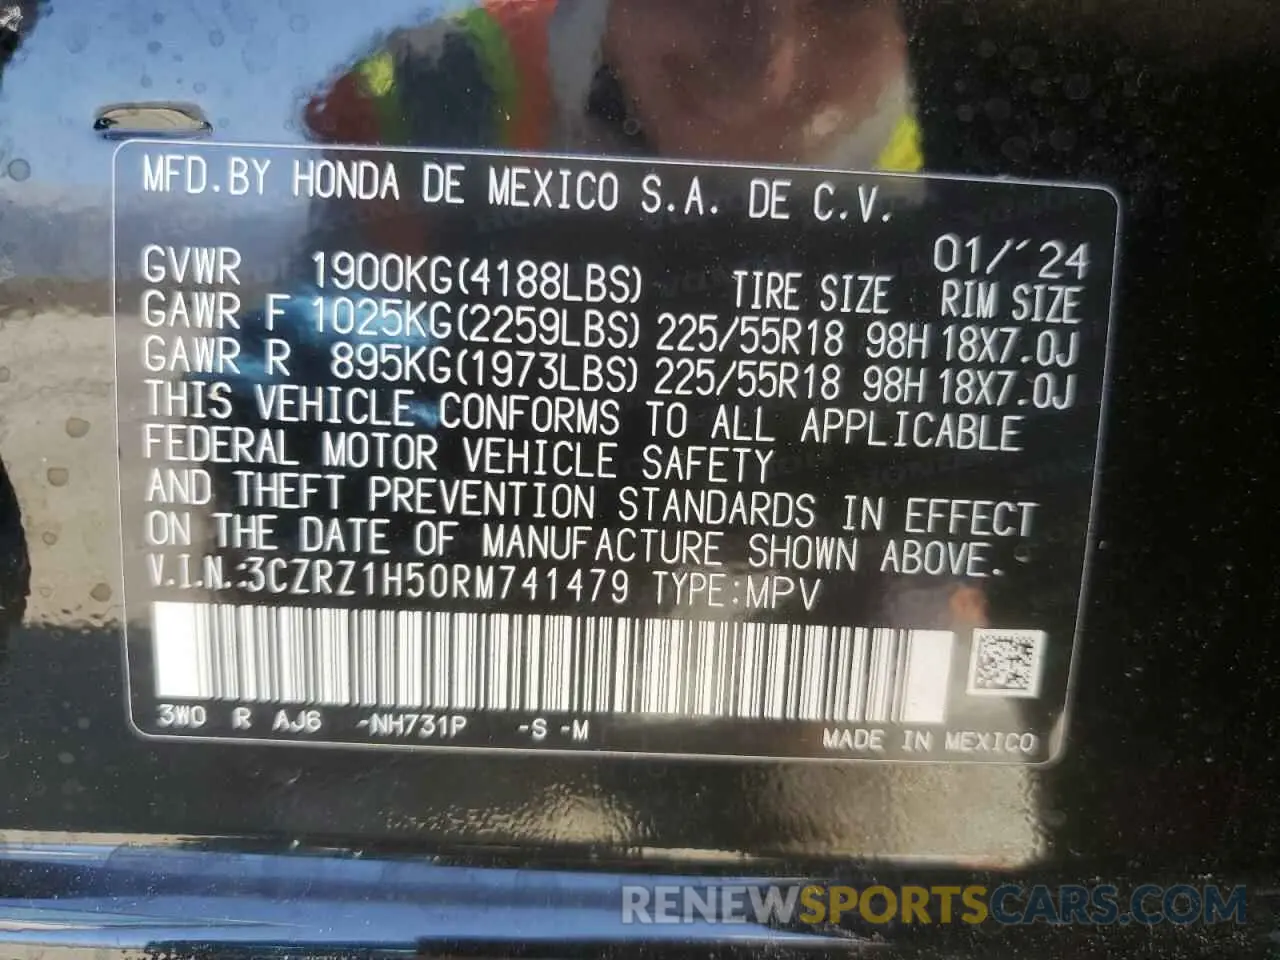 MFD.BY HONDA DE MEXICO S.A. DE C.V.
01/'24
GVWR 1900KG(4188LBS) TIRE SIZE RIM SIZE
GAWR F 1025KG(2259LBS) 225/55R18 98H 18X7.0J
GAWR R 895KG(1973LBS) 225/55R18 98H 18X7.0J
THIS VEHICLE CONFORMS TO ALL APPLICABLE
FEDERAL MOTOR VEHICLE SAFETY
AND THEFT PREVENTION STANDARDS IN EFFECT
ON THE DATE OF MANUFACTURE SHOWN ABOVE.
V.I.N.:3CZRZ1H50RM741479 TYPE:MPV
3W0 R AJ6 -NH731P -S -M
MADE IN MEXICO
RENEWSPORTSCARS.COM